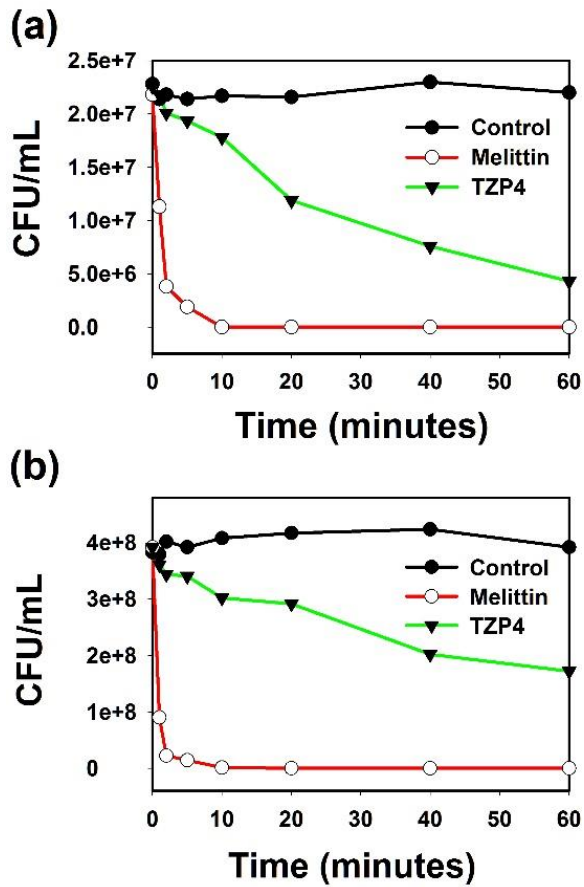 (a)
2.5e+7
2.0e+7
1.5e+7
1.0e+7
5.0e+6
0.0
CFU/mL
Control
Melittin
TZP4
0 10 20 30 40 50 60
Time (minutes)
(b)
4e+8
3e+8
2e+8
1e+8
0
CFU/mL
Control
Melittin
TZP4
0 10 20 30 40 50 60
Time (minutes)